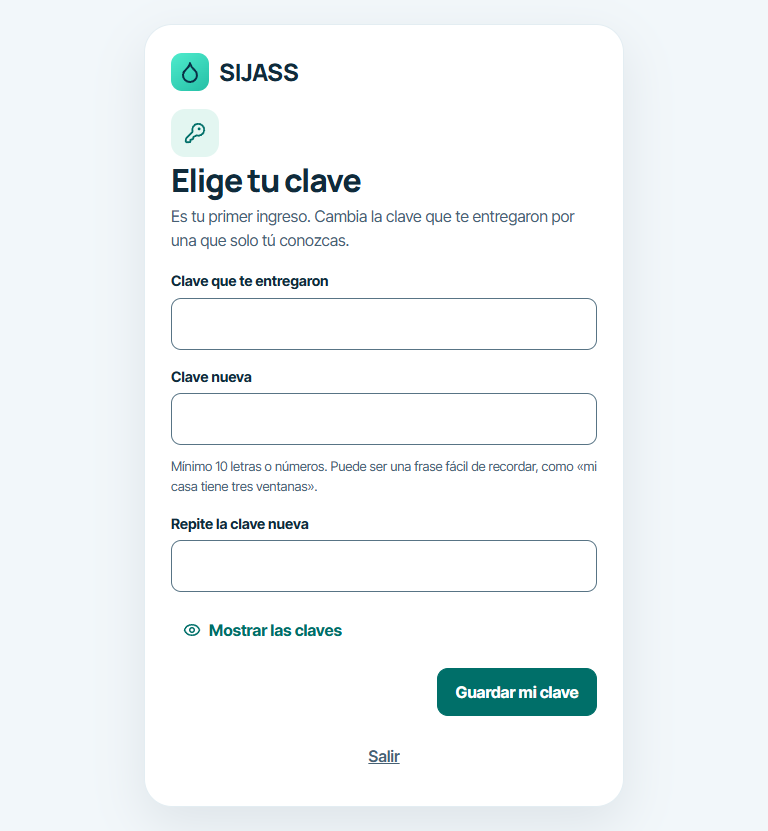 SIJASS
Elige tu clave
Es tu primer ingreso. Cambia la clave que te entregaron por
una que solo tú conozcas.
Clave que te entregaron
Clave nueva
Mínimo 10 letras o números. Puede ser una frase fácil de recordar, como «mi
casa tiene tres ventanas».
Repite la clave nueva
Mostrar las claves
Guardar mi clave
Salir